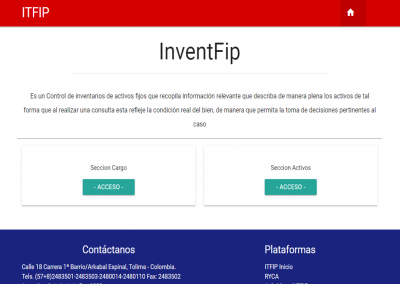 ITFIP
InventFip
Es un Control de inventarios de activos fijos que recopila información relevante que describa de manera plena los activos de tal
forma que al realizar una consulta esta refleje la condición real del bien, de manera que permita la toma de decisiones pertinentes al
caso
Seccion Cargo
Seccion Activos
- ACCESO -
- ACCESO -
Contáctanos
Plataformas
Calle 18 Carrera 1ª Barrio/Arkabal Espinal, Tolima - Colombia.
ITFIP Inicio
Tels. (57+8)2483501-2483503-2480014-2480110 Fax: 2483502
RYCA